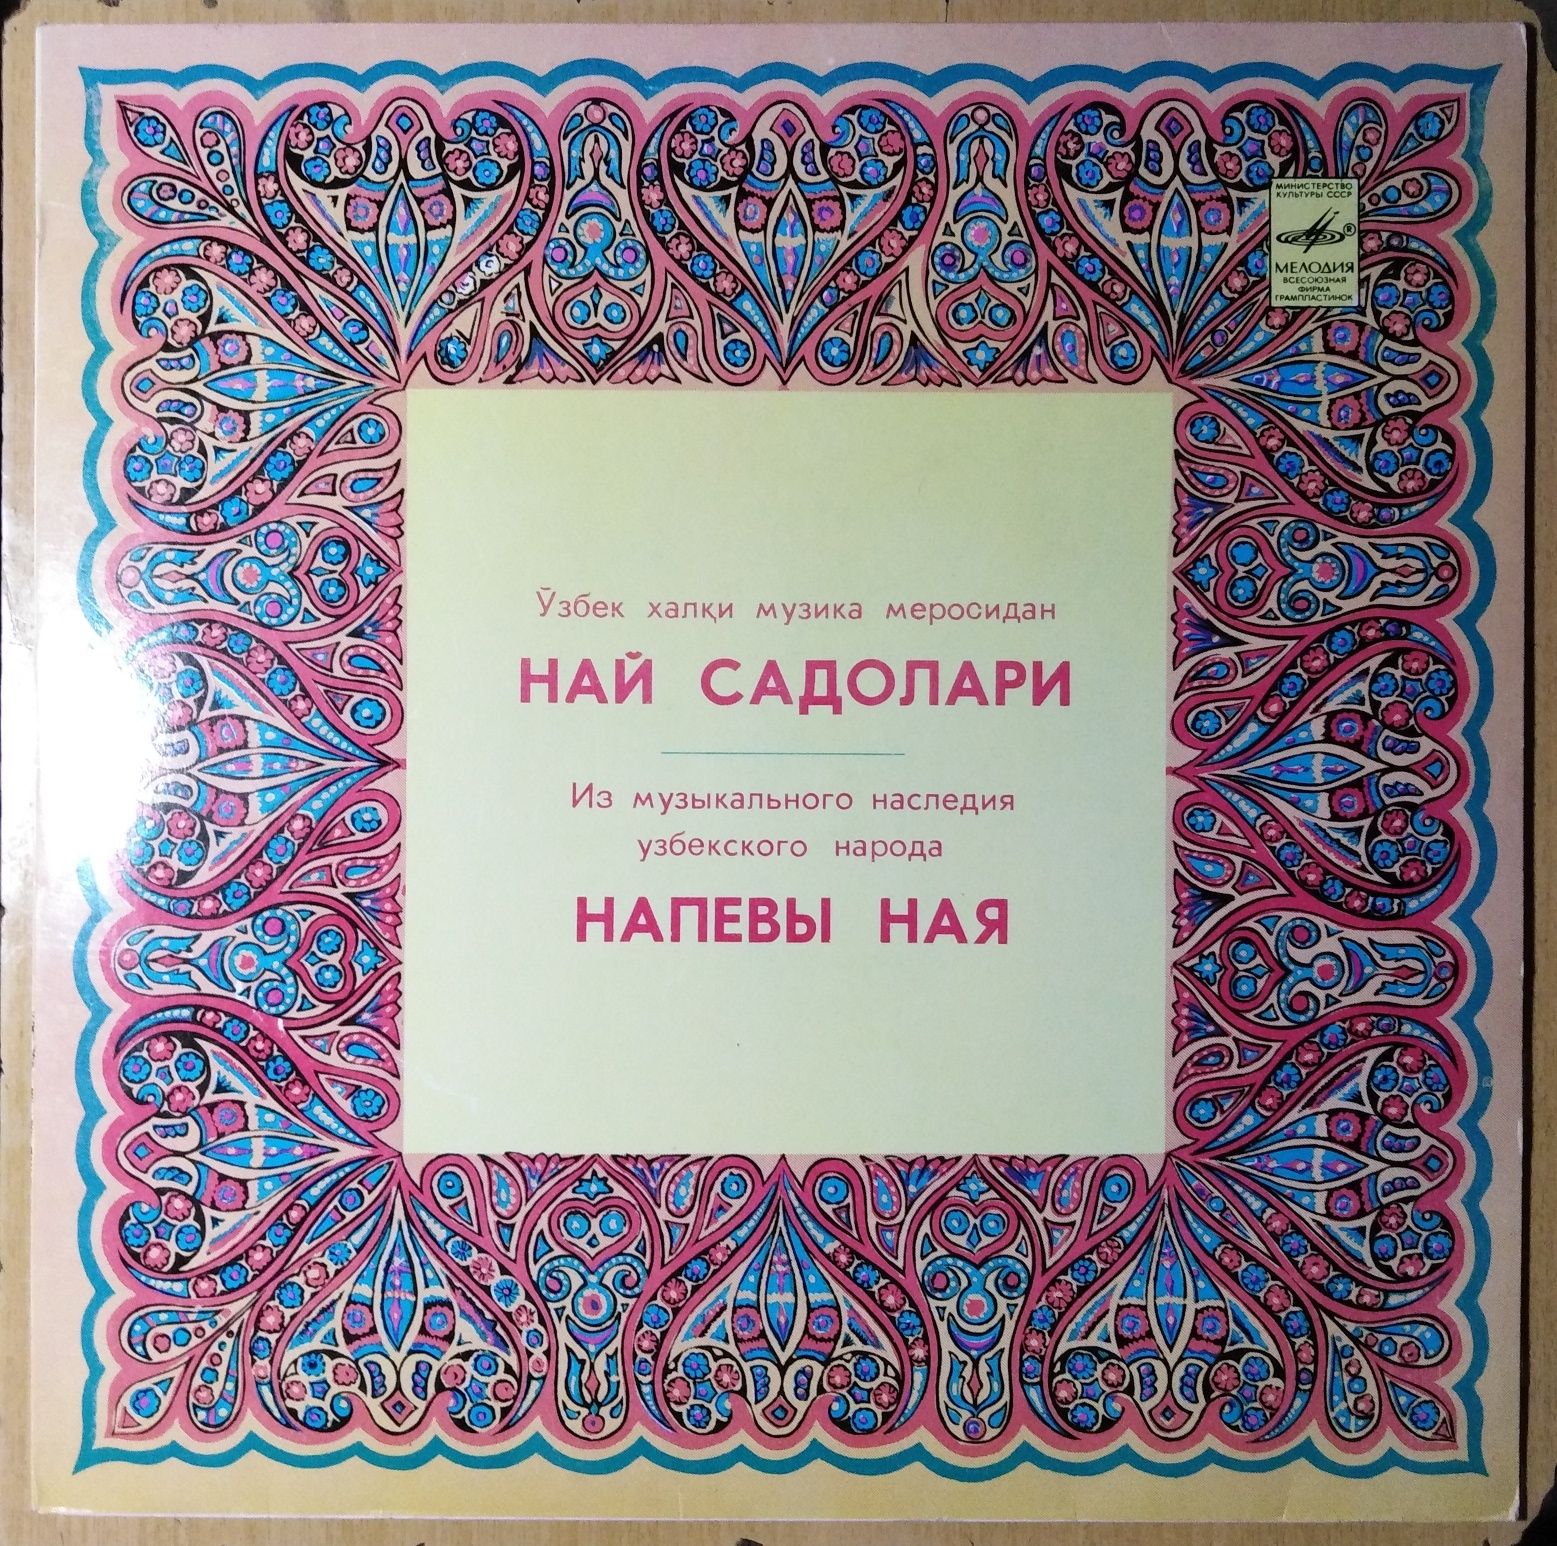 МИНИСТЕРСТВО
КУЛЬТУРЫ СССР
®
МЕЛОДИЯ
ВСЕСОЮЗНАЯ
ФИРМА
ГРАМПЛАСТИНОК
Ўзбек халқи музика меросидан
НАЙ САДОЛАРИ
Из музыкального наследия
узбекского народа
НАПЕВЫ НАЯ